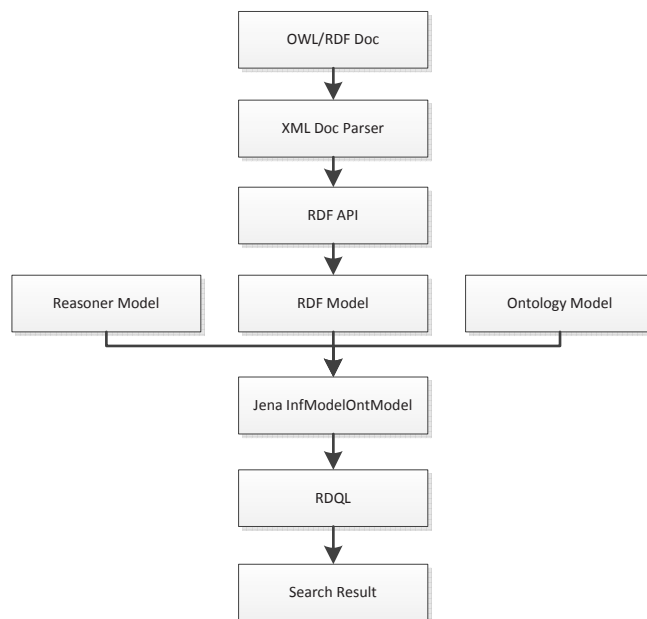 OWL/RDF Doc
XML Doc Parser
RDF API
Reasoner Model
RDF Model
Ontology Model
Jena InfModelOntModel
RDQL
Search Result